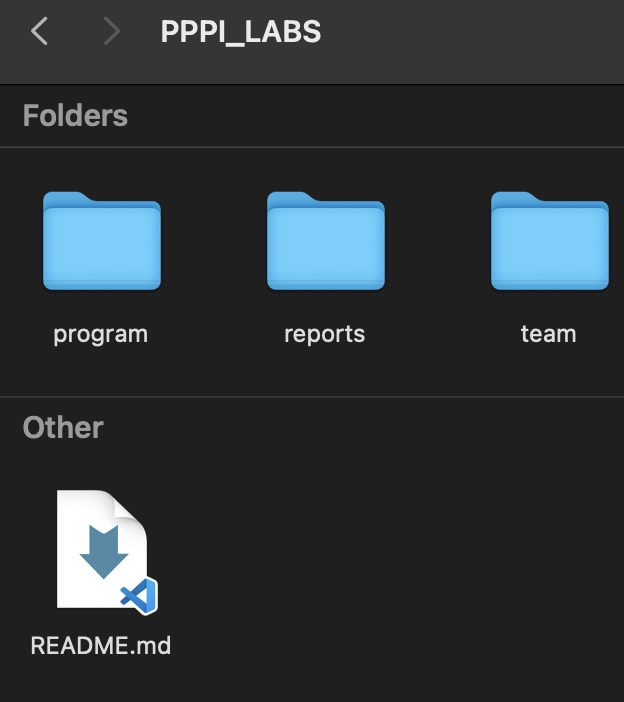 PPPI_LABS
Folders
program
reports
team
Other
README.md